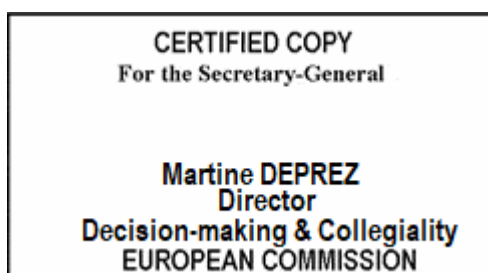 CERTIFIED COPY
For the Secretary-General
Martine DEPREZ
Director
Decision-making & Collegiality
EUROPEAN COMMISSION